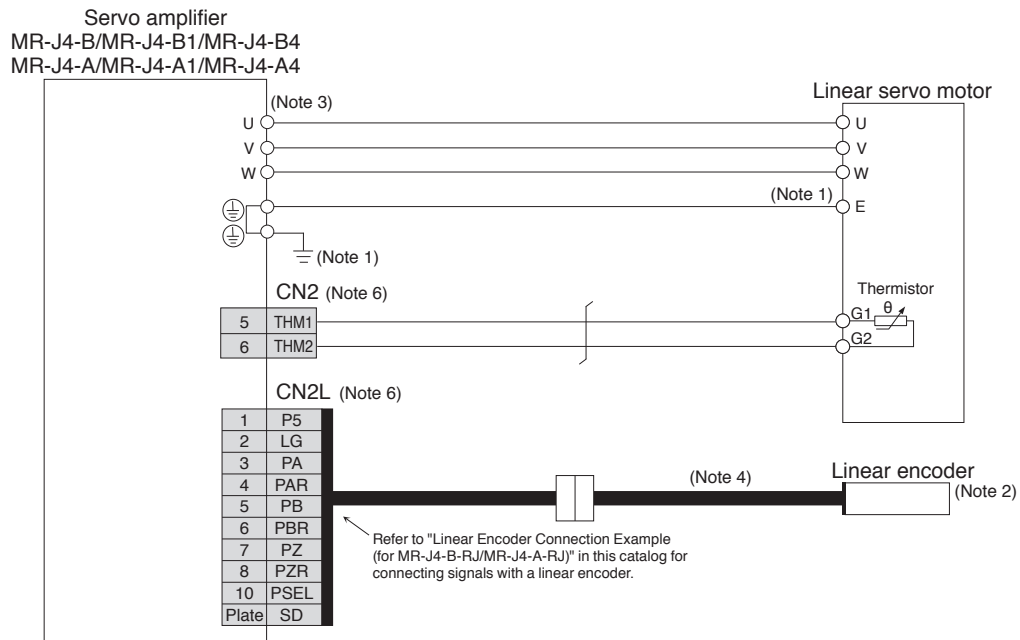 Servo amplifier
MR-J4-B/MR-J4-B1/MR-J4-B4
MR-J4-A/MR-J4-A1/MR-J4-A4
Linear servo motor
(Note 3)
U U
V V
W W
(Note 1)
E
(Note 1)
CN2 (Note 6)
Thermistor
θ
5 THM1 G1
6 THM2 G2
CN2L (Note 6)
1 P5
2 LG
3 PA
4 PAR
5 PB
6 PBR
7 PZ
8 PZR
10 PSEL
Plate SD
(Note 4)
Linear encoder
(Note 2)
Refer to "Linear Encoder Connection Example
(for MR-J4-B-RJ/MR-J4-A-RJ)" in this catalog for
connecting signals with a linear encoder.